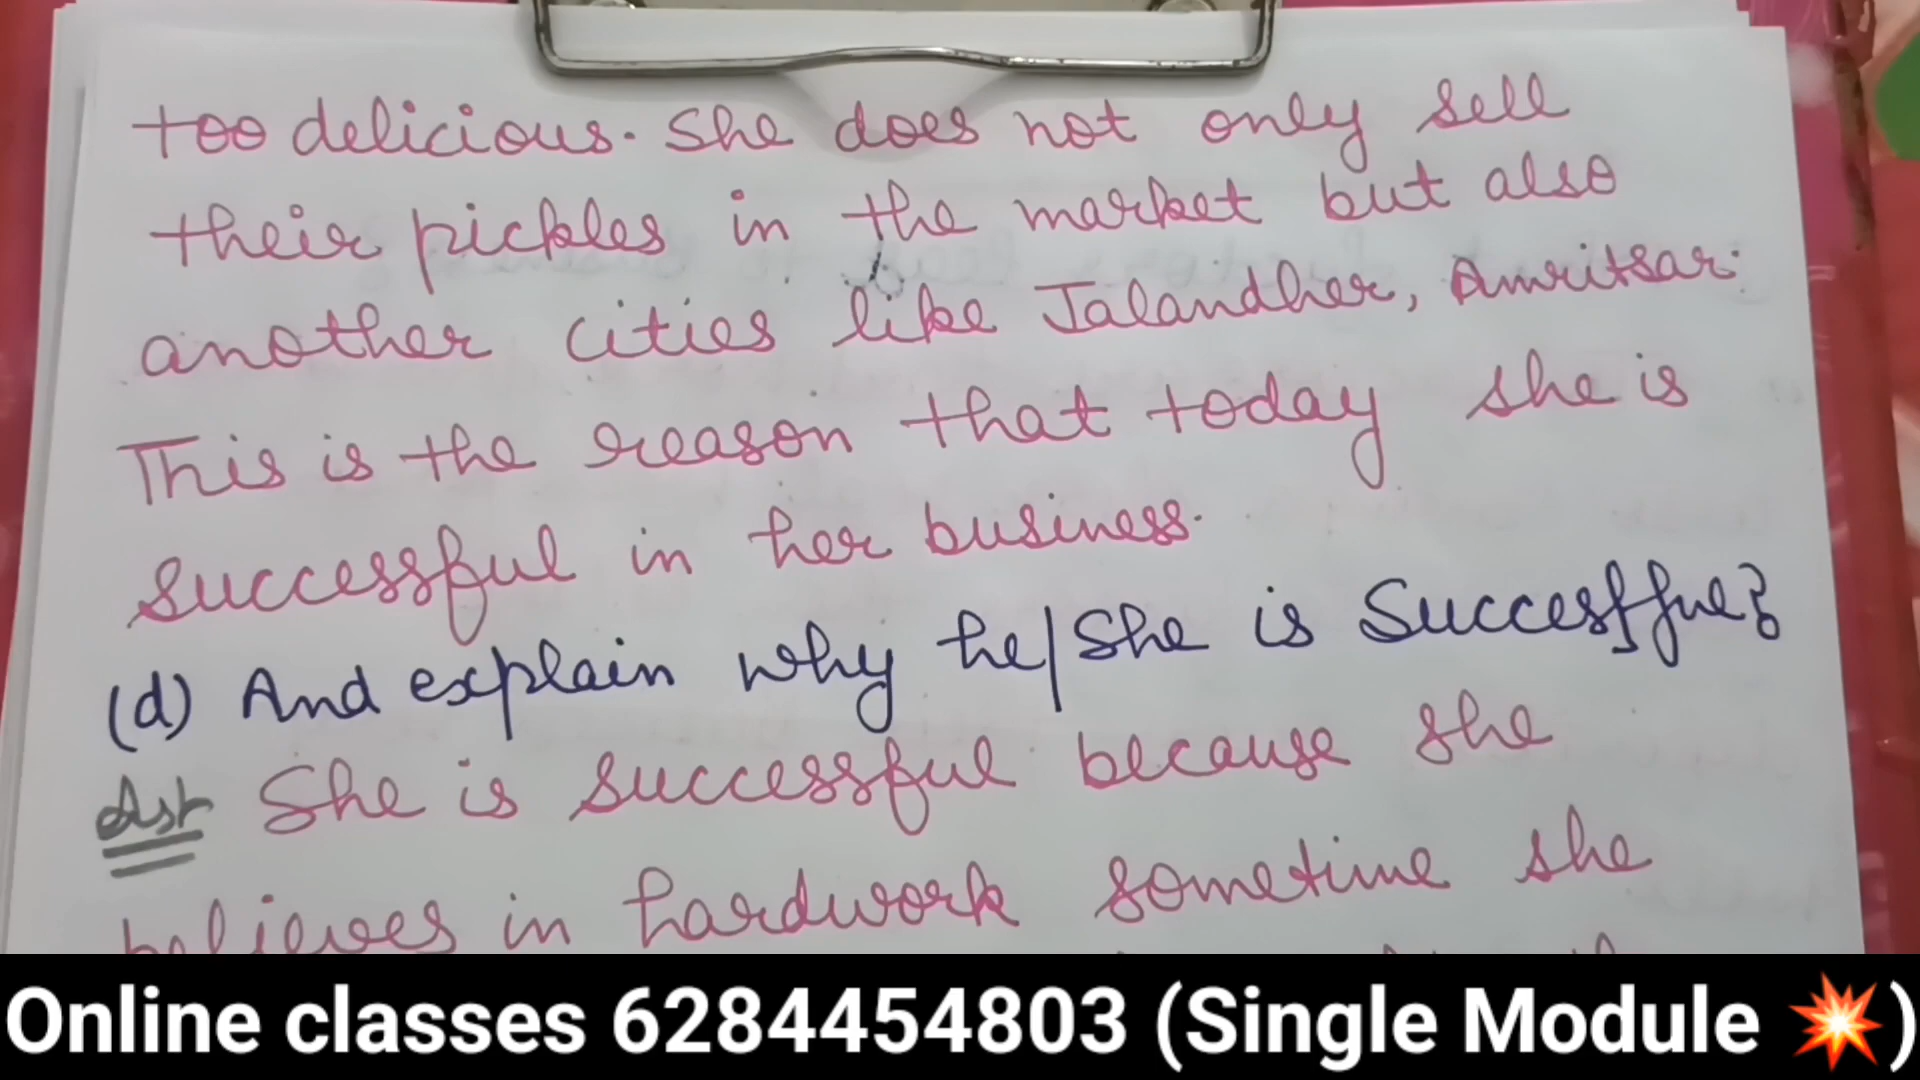 too delicious. She does not only sell
their pickles in the market but also
another cities like Jalandher, Amritsar.
This is the reason that today she is
successful in her business.
(d) And explain why he/She is Successful?
Ans She is successful because she
believes in hardwork sometime she
Online classes 6284454803 (Single Module 💥)